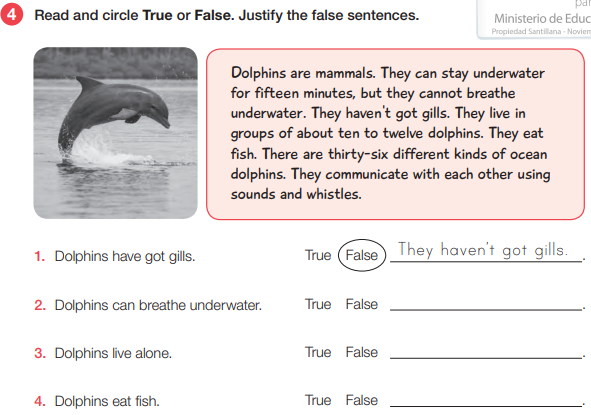 par
Ministerio de Educ
Propiedad Santillana - Noviem
4 Read and circle True or False. Justify the false sentences.
Dolphins are mammals. They can stay underwater
for fifteen minutes, but they cannot breathe
underwater. They haven't got gills. They live in
groups of about ten to twelve dolphins. They eat
fish. There are thirty-six different kinds of ocean
dolphins. They communicate with each other using
sounds and whistles.
1. Dolphins have got gills. True False They haven't got gills.
2. Dolphins can breathe underwater. True False .
3. Dolphins live alone. True False .
4. Dolphins eat fish. True False .